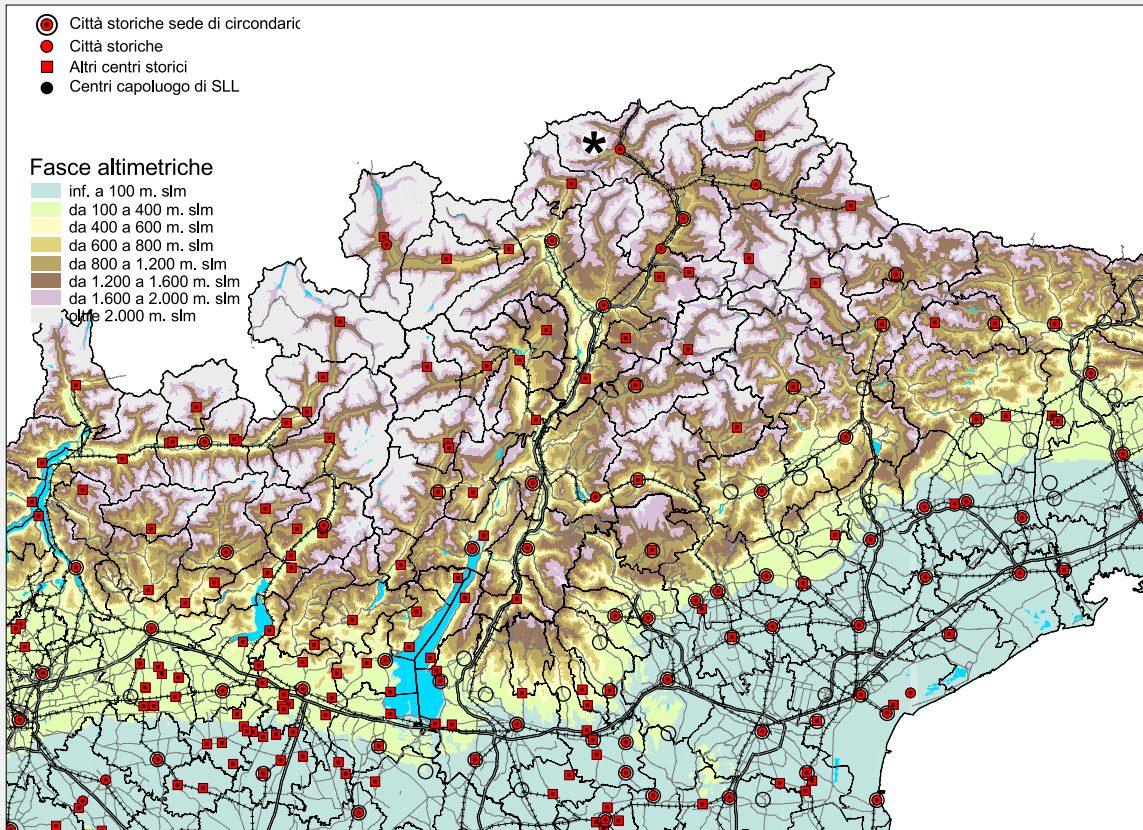 Città storiche sede di circondaric
Città storiche
Altri centri storici
Centri capoluogo di SLL
*
Fasce altimetriche
inf. a 100 m. slm
da 100 a 400 m. slm
da 400 a 600 m. slm
da 600 a 800 m. slm
da 800 a 1.200 m. slm
da 1.200 a 1.600 m. slm
da 1.600 a 2.000 m. slm
oltre 2.000 m. slm